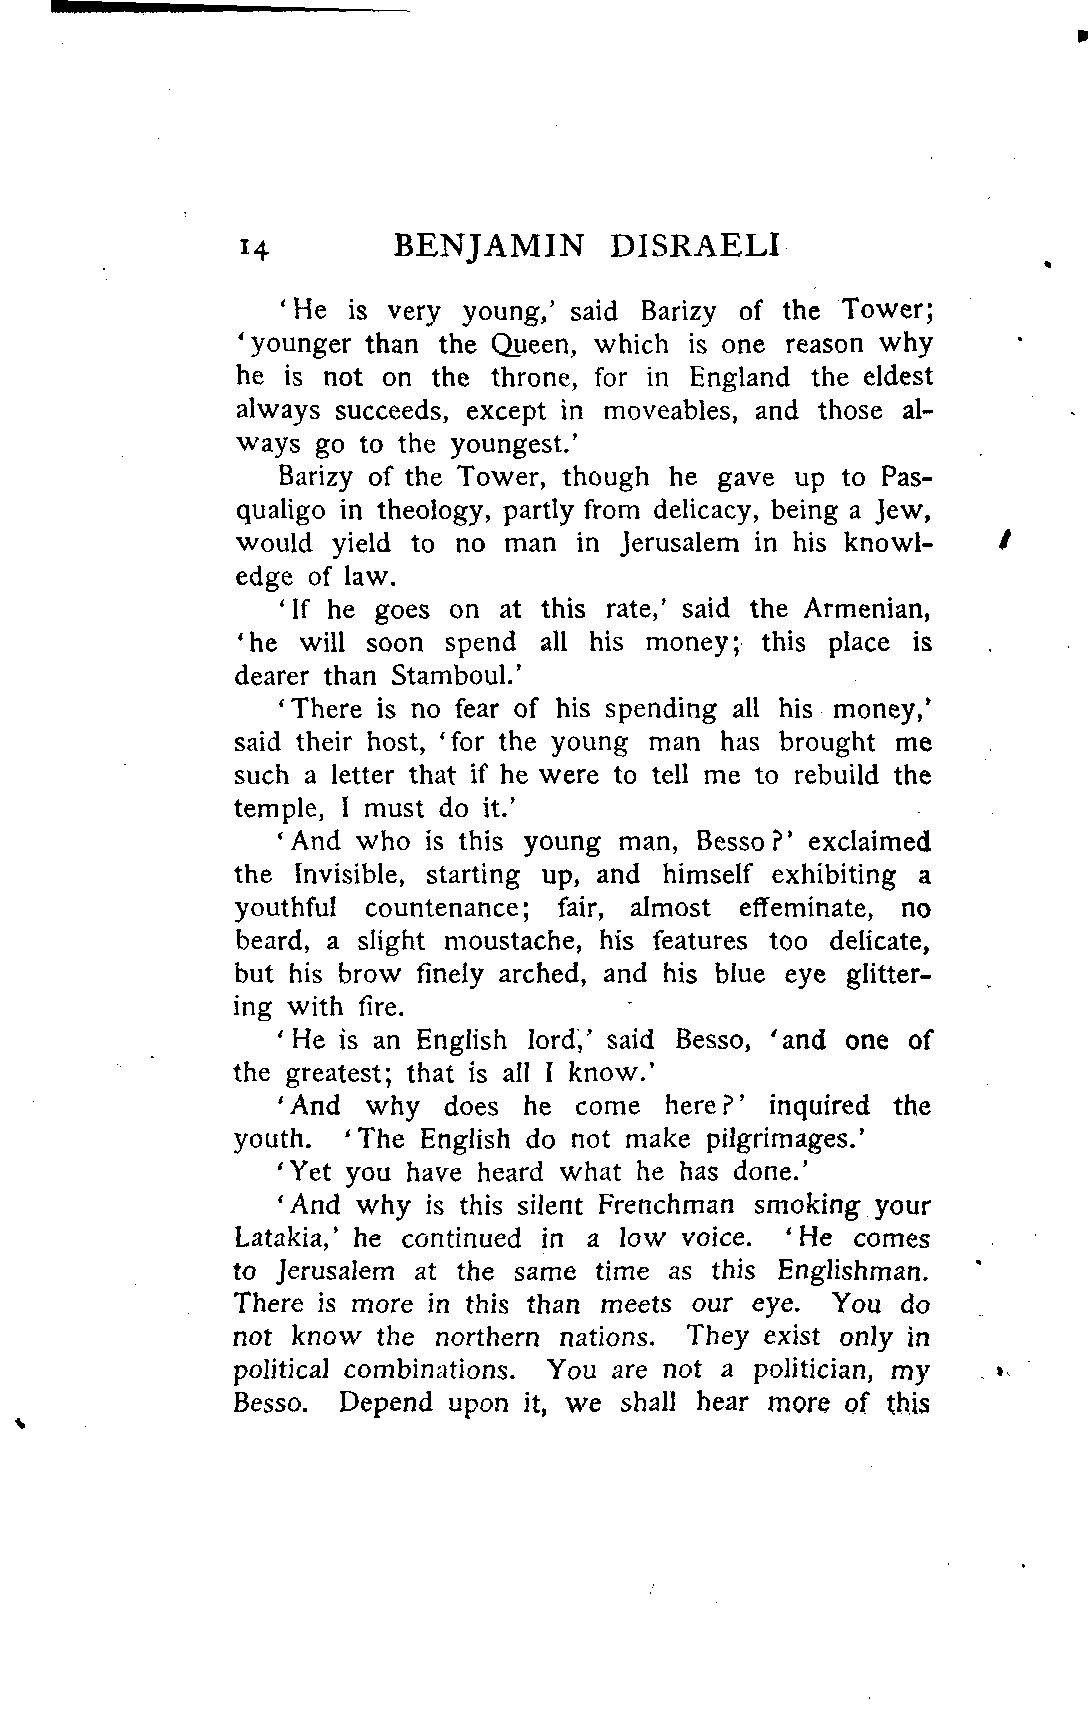 14 BENJAMIN DISRAELI
‘He is very young,’ said Barizy of the Tower;
‘younger than the Queen, which is one reason why
he is not on the throne, for in England the eldest
always succeeds, except in moveables, and those al-
ways go to the youngest.’
Barizy of the Tower, though he gave up to Pas-
qualigo in theology, partly from delicacy, being a Jew,
would yield to no man in Jerusalem in his knowl-
edge of law.
‘If he goes on at this rate,’ said the Armenian,
‘he will soon spend all his money; this place is
dearer than Stamboul.’
‘There is no fear of his spending all his money,’
said their host, ‘for the young man has brought me
such a letter that if he were to tell me to rebuild the
temple, I must do it.’
‘And who is this young man, Besso?’ exclaimed
the Invisible, starting up, and himself exhibiting a
youthful countenance; fair, almost effeminate, no
beard, a slight moustache, his features too delicate,
but his brow finely arched, and his blue eye glitter-
ing with fire.
‘He is an English lord,’ said Besso, ‘and one of
the greatest; that is all I know.’
‘And why does he come here?’ inquired the
youth. ‘The English do not make pilgrimages.’
‘Yet you have heard what he has done.’
‘And why is this silent Frenchman smoking your
Latakia,’ he continued in a low voice. ‘He comes
to Jerusalem at the same time as this Englishman.
There is more in this than meets our eye. You do
not know the northern nations. They exist only in
political combinations. You are not a politician, my
Besso. Depend upon it, we shall hear more of this